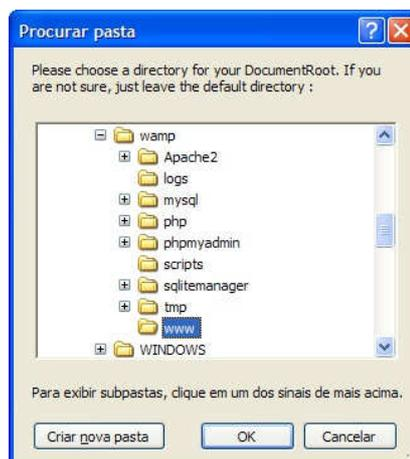 Procurar pasta
Please choose a directory for your DocumentRoot. If you
are not sure, just leave the default directory :
wamp
Apache2
logs
mysql
php
phpmyadmin
scripts
sqlitemanager
tmp
www
WINDOWS
Para exibir subpastas, clique em um dos sinais de mais acima.
Criar nova pasta
OK
Cancelar